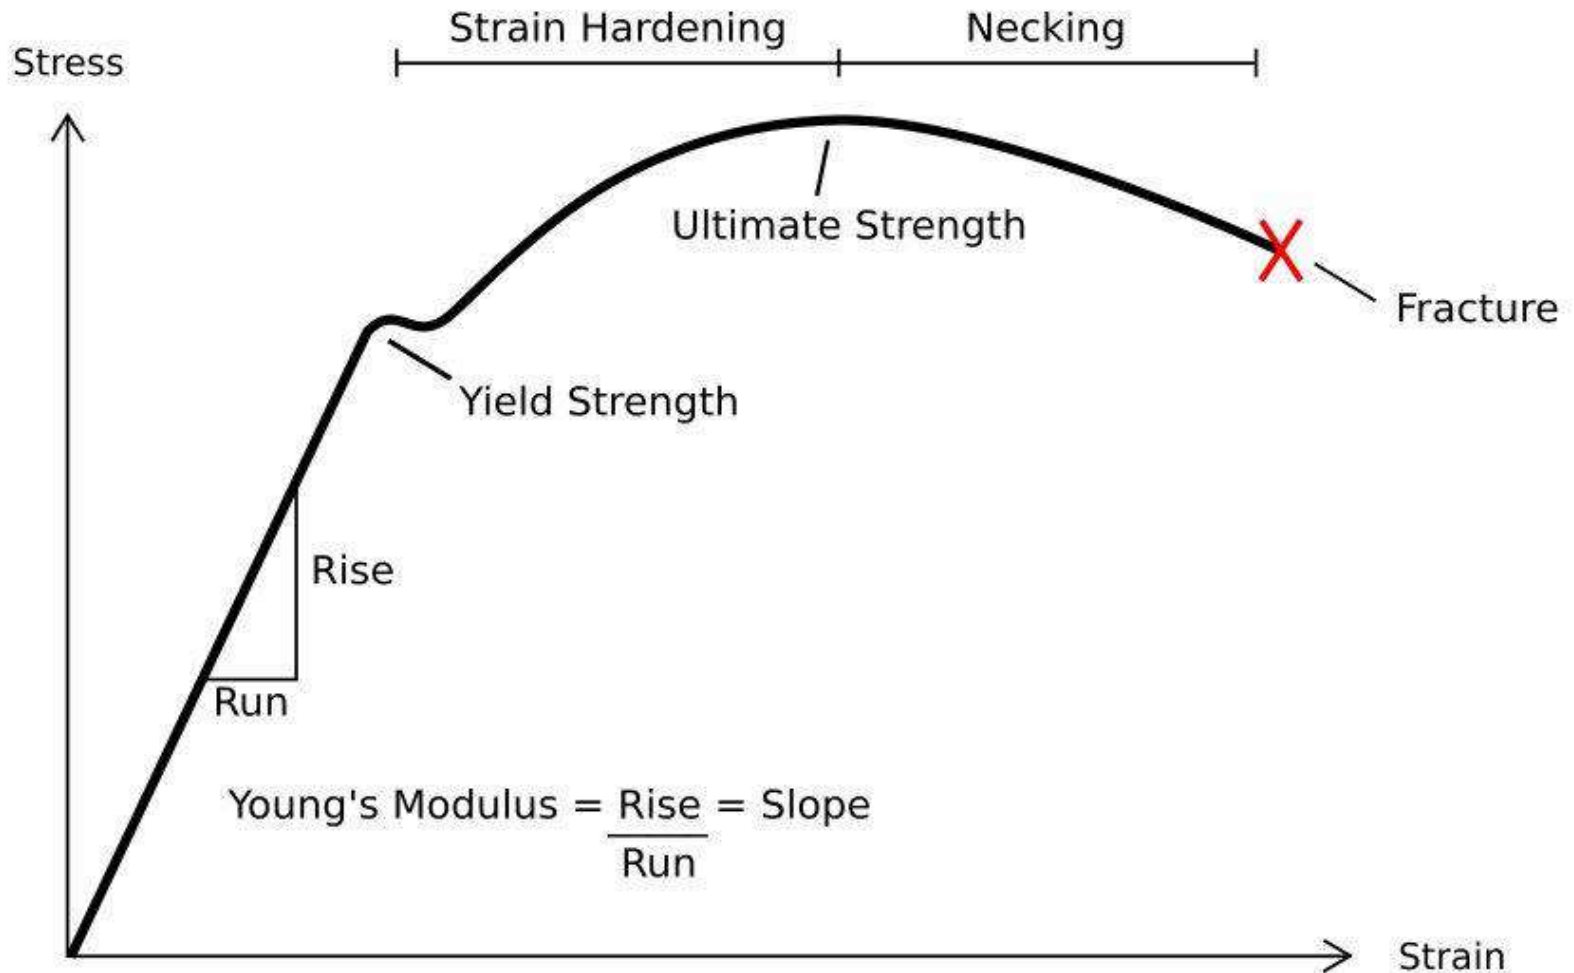 Strain Hardening
Necking
Stress
Ultimate Strength
Fracture
Yield Strength
Rise
Run
Young's Modulus = Rise = Slope
Run
Strain